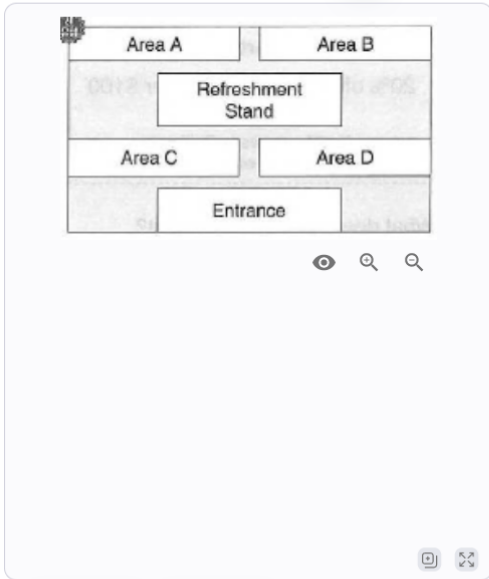 Area A
Area B
Refreshment
Stand
Area C
Area D
Entrance